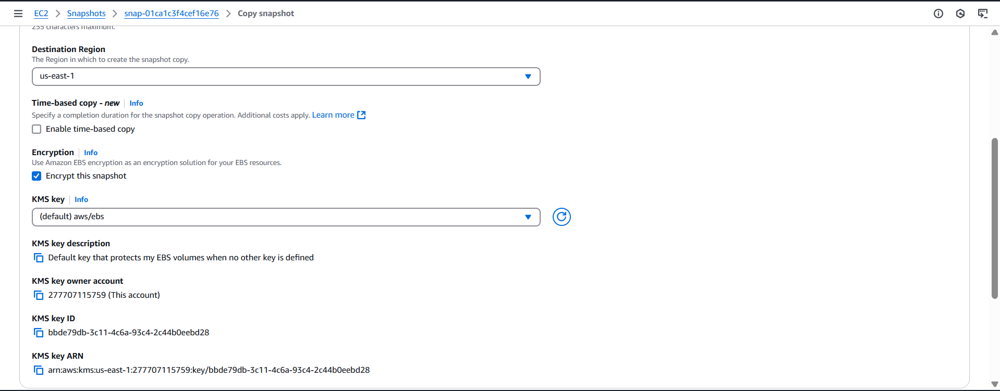 EC2 > Snapshots > snap-01ca1c3f4cef16e76 > Copy snapshot
255 characters maximum.
Destination Region
The Region in which to create the snapshot copy.
us-east-1
Time-based copy - new Info
Specify a completion duration for the snapshot copy operation. Additional costs apply. Learn more
Enable time-based copy
Encryption Info
Use Amazon EBS encryption as an encryption solution for your EBS resources.
Encrypt this snapshot
KMS key Info
(default) aws/ebs
KMS key description
Default key that protects my EBS volumes when no other key is defined
KMS key owner account
277707115759 (This account)
KMS key ID
bbde79db-3c11-4c6a-93c4-2c44b0eebd28
KMS key ARN
arn:aws:kms:us-east-1:277707115759:key/bbde79db-3c11-4c6a-93c4-2c44b0eebd28